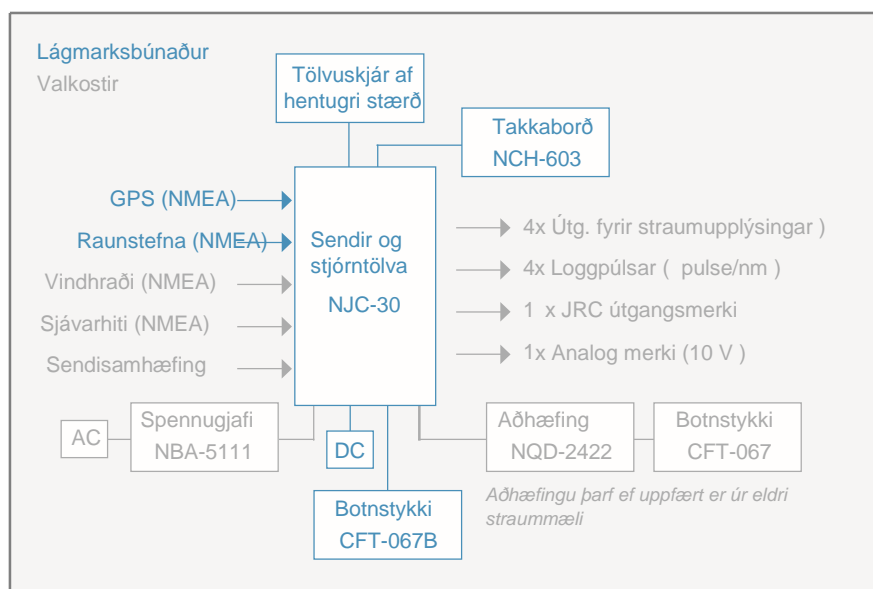 Lágmarksbúnaður
Valkostir
Tölvuskjár af
hentugri stærð
Takkaborð
NCH-603
GPS (NMEA)
Raunstefna (NMEA)
Vindhraði (NMEA)
Sjávarhiti (NMEA)
Sendisamhæfing
Sendir og
stjórntölva
NJC-30
4x Útg. fyrir straumupplýsingar )
4x Loggpúlsar ( pulse/nm )
1 x JRC útgangsmerki
1x Analog merki (10 V )
AC
Spennugjafi
NBA-5111
DC
Botnstykki
CFT-067B
Aðhæfing
NQD-2422
Botnstykki
CFT-067
Aðhæfingu þarf ef uppfært er úr eldri
straummæli